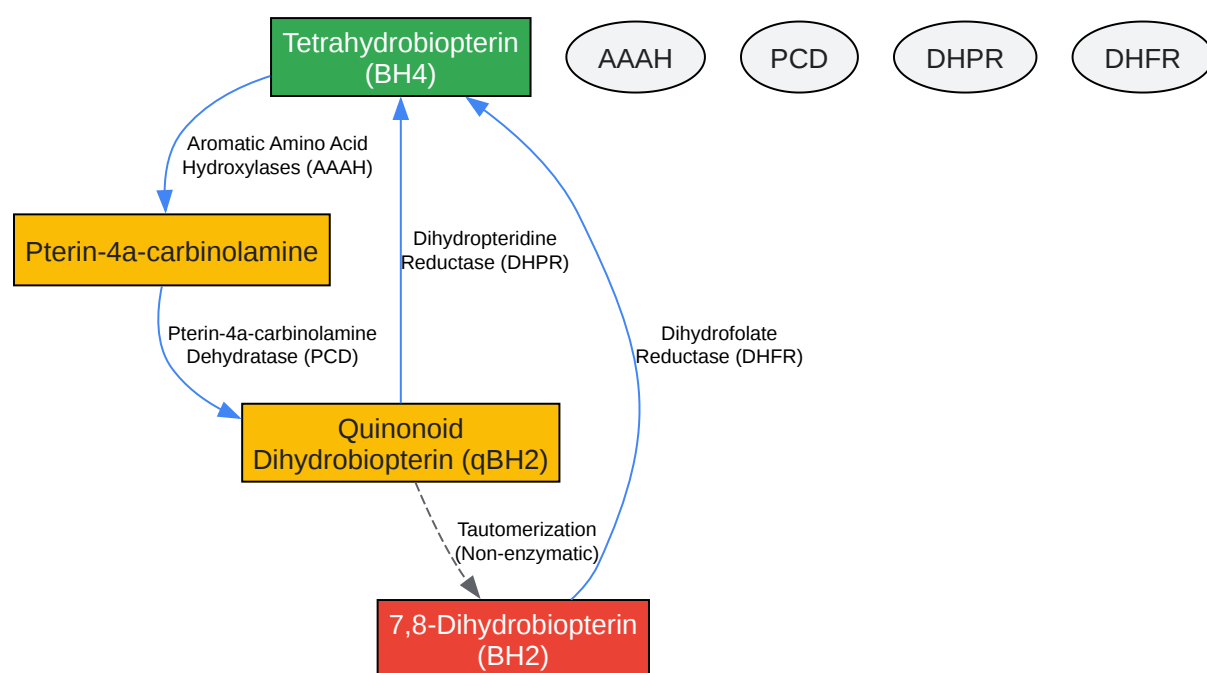 Tetrahydrobiopterin
(BH4)
AAAH
PCD
DHPR
DHFR
Aromatic Amino Acid
Hydroxylases (AAAH)
Pterin-4a-carbinolamine
Dihydropteridine
Reductase (DHPR)
Pterin-4a-carbinolamine
Dehydratase (PCD)
Dihydrofolate
Reductase (DHFR)
Quinonoid
Dihydrobiopterin (qBH2)
Tautomerization
(Non-enzymatic)
7,8-Dihydrobiopterin
(BH2)